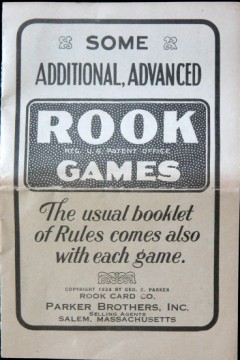 SOME
ADDITIONAL, ADVANCED
ROOK
REG. U.S. PATENT OFFICE
GAMES
The usual booklet
of Rules comes also
with each game.
COPYRIGHT 1924 BY GEO. S. PARKER
ROOK CARD CO.
PARKER BROTHERS, INC.
SELLING AGENTS
SALEM, MASSACHUSETTS